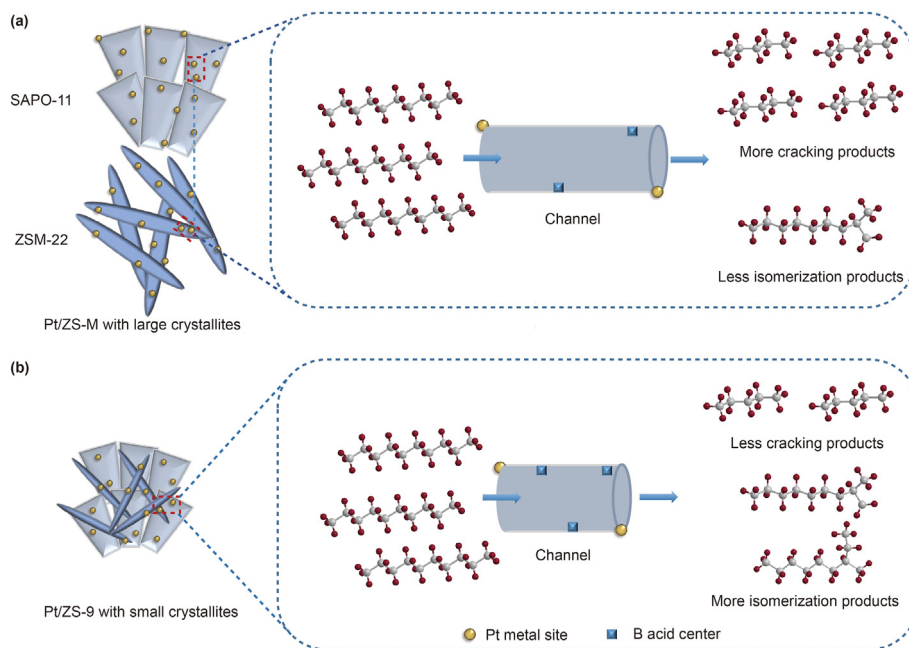 (a)
SAPO-11
More cracking products
Channel
ZSM-22
Less isomerization products
Pt/ZS-M with large crystallites
(b)
Less cracking products
Channel
Pt/ZS-9 with small crystallites
More isomerization products
Pt metal site
B acid center